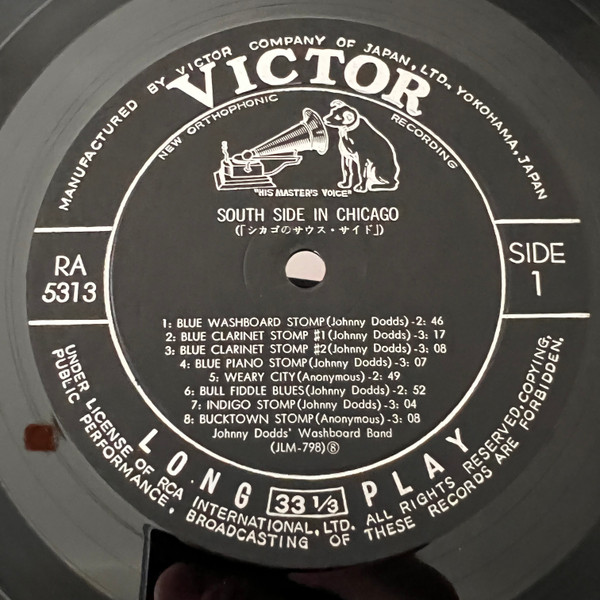 MANUFACTURED BY VICTOR COMPANY OF JAPAN, LTD., YOKOHAMA, JAPAN
VICTOR
NEW ORTHOPHONIC RECORDING
"HIS MASTER'S VOICE"
SOUTH SIDE IN CHICAGO
(「シカゴのサウス・サイド」)
RA
5313
SIDE
1
1: BLUE WASHBOARD STOMP (Johnny Dodds) -2: 46
2: BLUE CLARINET STOMP #1 (Johnny Dodds) -3: 17
3: BLUE CLARINET STOMP #2 (Johnny Dodds) -3: 08
4: BLUE PIANO STOMP (Johnny Dodds) -3: 07
5: WEARY CITY (Anonymous) -2: 49
6: BULL FIDDLE BLUES (Johnny Dodds) -2: 52
7: INDIGO STOMP (Johnny Dodds) -3: 04
8: BUCKTOWN STOMP (Anonymous) -3: 08
Johnny Dodds' Washboard Band
(JLM-798) Ⓡ
LONG 33 1/3 PLAY
UNDER LICENSE OF RCA INTERNATIONAL, LTD. ALL RIGHTS RESERVED, COPYING,
PUBLIC PERFORMANCE, BROADCASTING OF THESE RECORDS ARE FORBIDDEN.